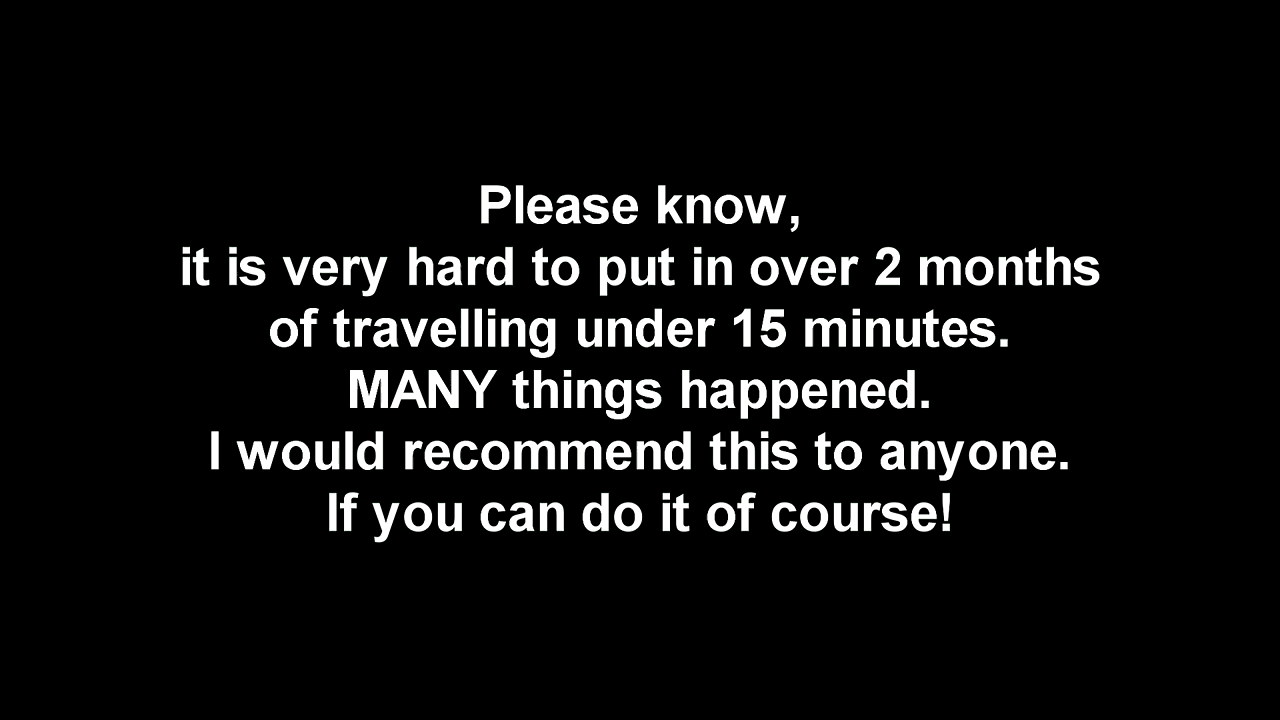 Please know,
it is very hard to put in over 2 months
of travelling under 15 minutes.
MANY things happened.
I would recommend this to anyone.
If you can do it of course!